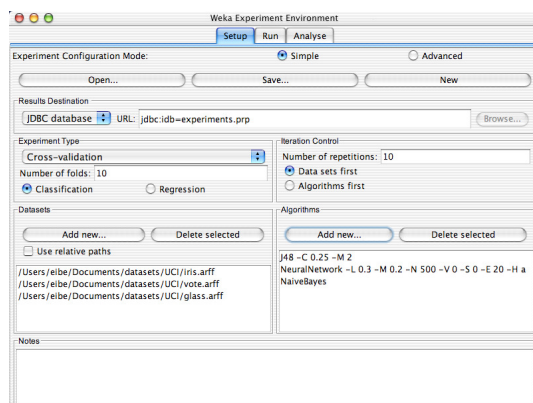 Weka Experiment Environment
Setup Run Analyse
Experiment Configuration Mode: Simple Advanced
Open... Save... New
Results Destination
JDBC database URL: jdbc:idb=experiments.prp Browse...
Experiment Type
Cross-validation
Number of folds: 10
Classification Regression
Iteration Control
Number of repetitions: 10
Data sets first
Algorithms first
Datasets
Add new... Delete selected
Use relative paths
/Users/eibe/Documents/datasets/UCI/iris.arff
/Users/eibe/Documents/datasets/UCI/vote.arff
/Users/eibe/Documents/datasets/UCI/glass.arff
Algorithms
Add new... Delete selected
J48 -C 0.25 -M 2
NeuralNetwork -L 0.3 -M 0.2 -N 500 -V 0 -S 0 -E 20 -H a
NaiveBayes
Notes